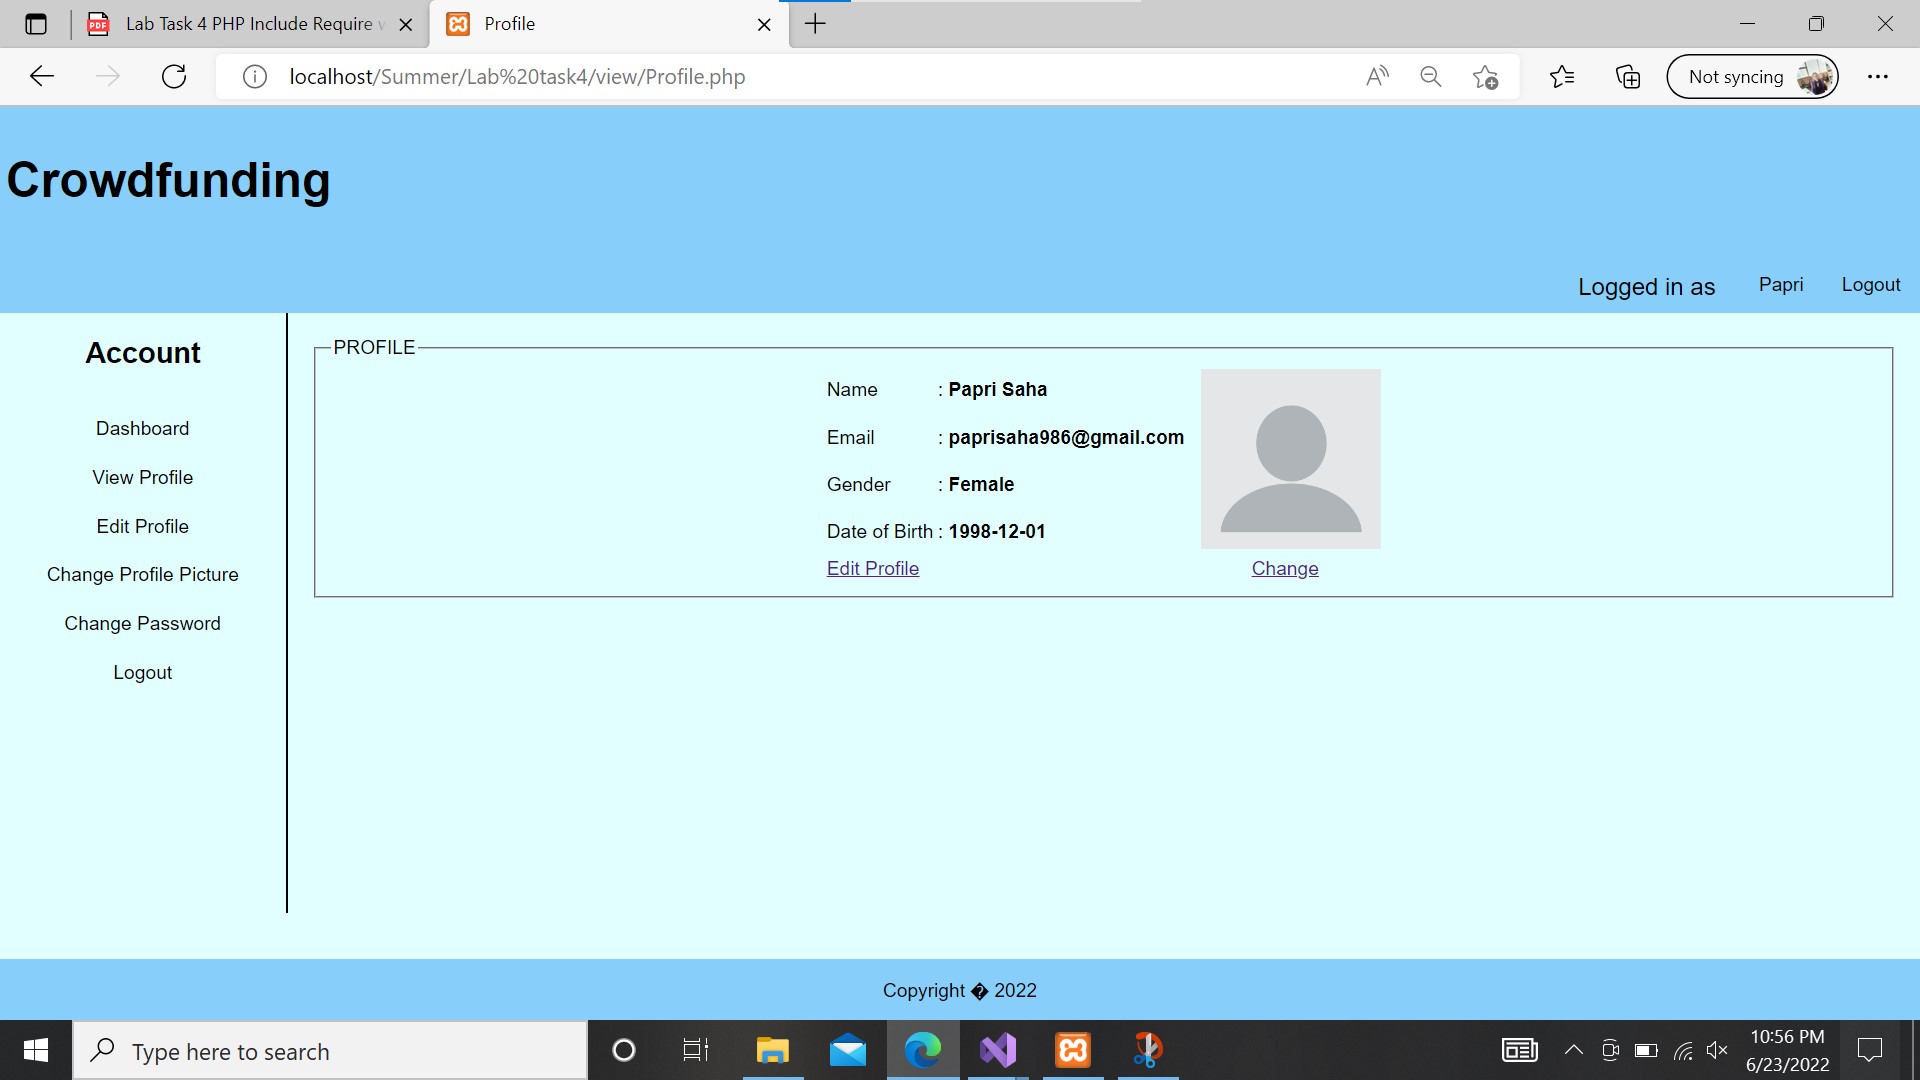 Lab Task 4 PHP Include Require
Profile
localhost/Summer/Lab%20task4/view/Profile.php
Not syncing
Crowdfunding
Logged in as Papri Logout
Account
Dashboard
View Profile
Edit Profile
Change Profile Picture
Change Password
Logout
PROFILE
Name : Papri Saha
Email : paprisaha986@gmail.com
Gender : Female
Date of Birth : 1998-12-01
Edit Profile Change
Copyright � 2022
Type here to search
10:56 PM
6/23/2022